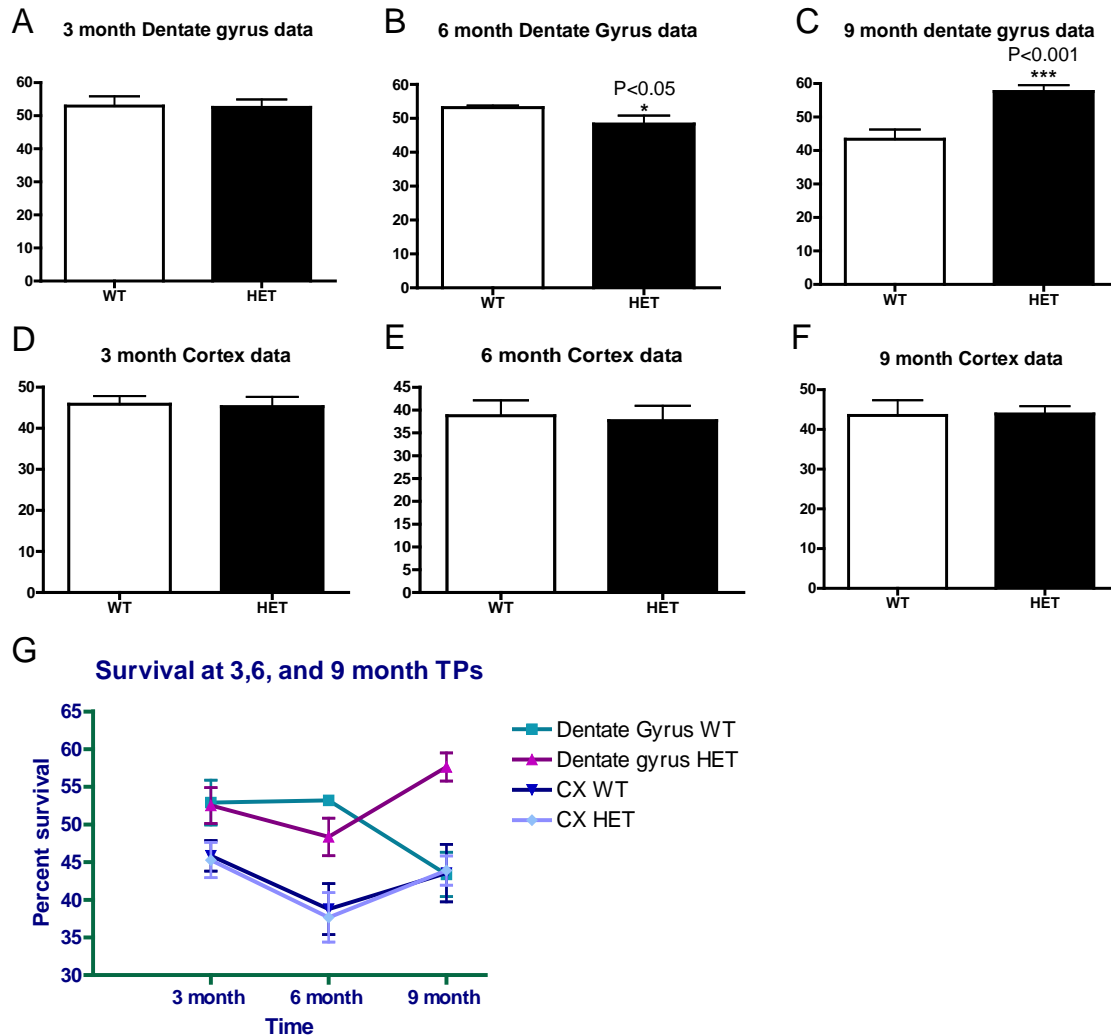 A
3 month Dentate gyrus data
60
50
40
30
20
10
0
WT
HET
B
6 month Dentate Gyrus data
P<0.05
*
60
50
40
30
20
10
0
WT
HET
C
9 month dentate gyrus data
P<0.001
***
60
50
40
30
20
10
0
WT
HET
D
3 month Cortex data
50
40
30
20
10
0
WT
HET
E
6 month Cortex data
45
40
35
30
25
20
15
10
5
0
WT
HET
F
9 month Cortex data
50
40
30
20
10
0
WT
HET
G
Survival at 3,6, and 9 month TPs
Percent survival
65
60
55
50
45
40
35
30
3 month
6 month
9 month
Time
Dentate Gyrus WT
Dentate gyrus HET
CX WT
CX HET